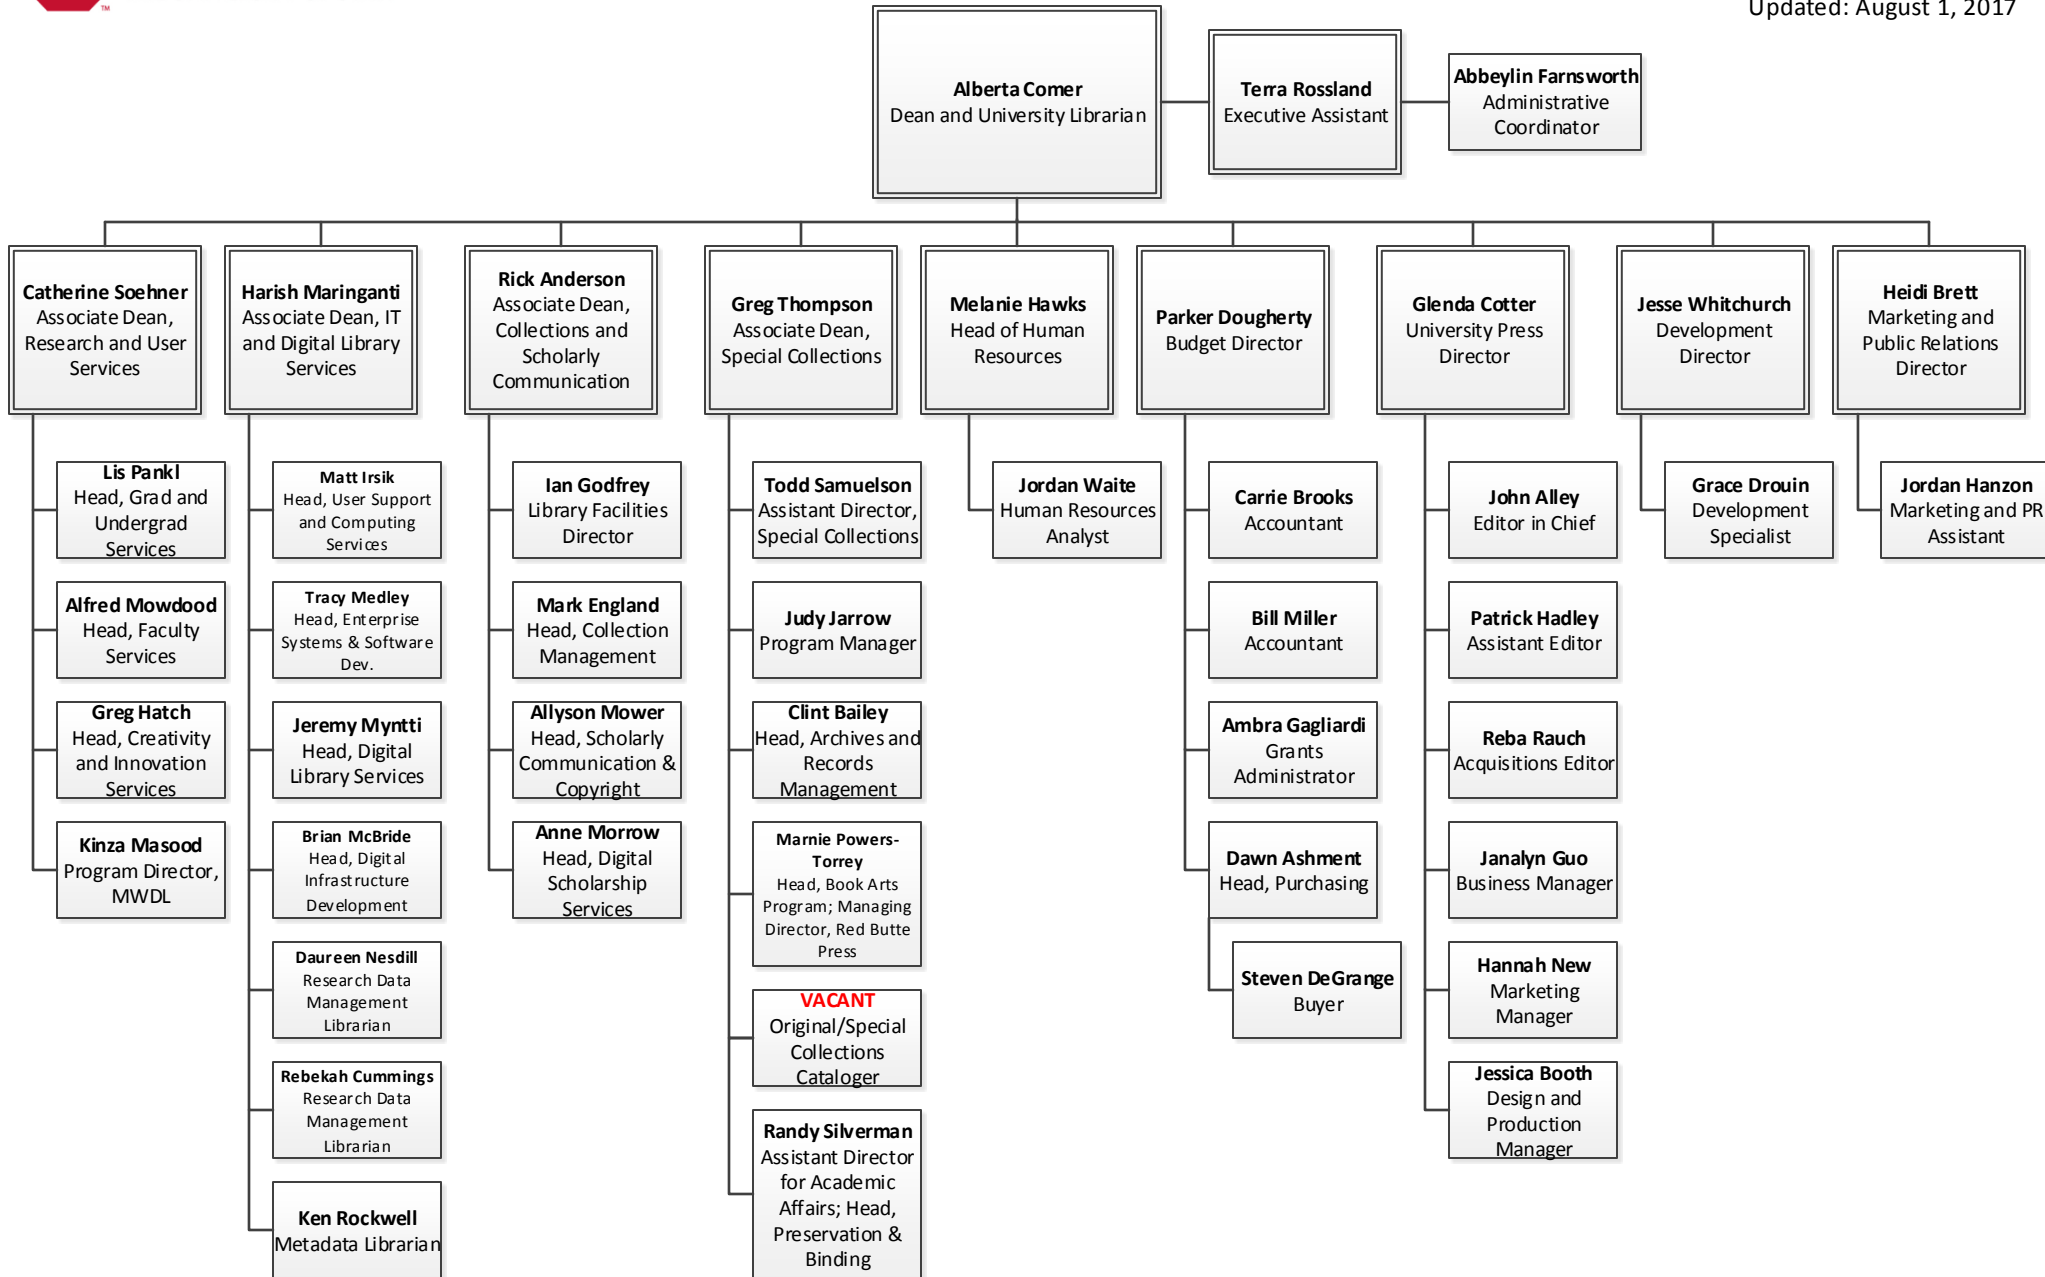 Updated: August 1, 2017
Alberta Comer
Dean and University Librarian
Terra Rossland
Executive Assistant
Abbeylin Farnsworth
Administrative
Coordinator
Catherine Soehner
Associate Dean,
Research and User
Services
Harish Maringanti
Associate Dean, IT
and Digital Library
Services
Rick Anderson
Associate Dean,
Collections and
Scholarly
Communication
Greg Thompson
Associate Dean,
Special Collections
Melanie Hawks
Head of Human
Resources
Parker Dougherty
Budget Director
Glenda Cotter
University Press
Director
Jesse Whitchurch
Development
Director
Heidi Brett
Marketing and
Public Relations
Director
Lis Pankl
Head, Grad and
Undergrad
Services
Alfred Mowdood
Head, Faculty
Services
Greg Hatch
Head, Creativity
and Innovation
Services
Kinza Masood
Program Director,
MWDL
Matt Irsik
Head, User Support
and Computing
Services
Tracy Medley
Head, Enterprise
Systems & Software
Dev.
Jeremy Myntti
Head, Digital
Library Services
Brian McBride
Head, Digital
Infrastructure
Development
Daureen Nesdill
Research Data
Management
Librarian
Rebekah Cummings
Research Data
Management
Librarian
Ken Rockwell
Metadata Librarian
Ian Godfrey
Library Facilities
Director
Mark England
Head, Collection
Management
Allyson Mower
Head, Scholarly
Communication &
Copyright
Anne Morrow
Head, Digital
Scholarship
Services
Todd Samuelson
Assistant Director,
Special Collections
Judy Jarrow
Program Manager
Clint Bailey
Head, Archives and
Records
Management
Marnie Powers-
Torrey
Head, Book Arts
Program; Managing
Director, Red Butte
Press
VACANT
Original/Special
Collections
Cataloger
Randy Silverman
Assistant Director
for Academic
Affairs; Head,
Preservation &
Binding
Jordan Waite
Human Resources
Analyst
Carrie Brooks
Accountant
Bill Miller
Accountant
Ambra Gagliardi
Grants
Administrator
Dawn Ashment
Head, Purchasing
Steven DeGrange
Buyer
John Alley
Editor in Chief
Patrick Hadley
Assistant Editor
Reba Rauch
Acquisitions Editor
Janalyn Guo
Business Manager
Hannah New
Marketing
Manager
Jessica Booth
Design and
Production
Manager
Grace Drouin
Development
Specialist
Jordan Hanzon
Marketing and PR
Assistant